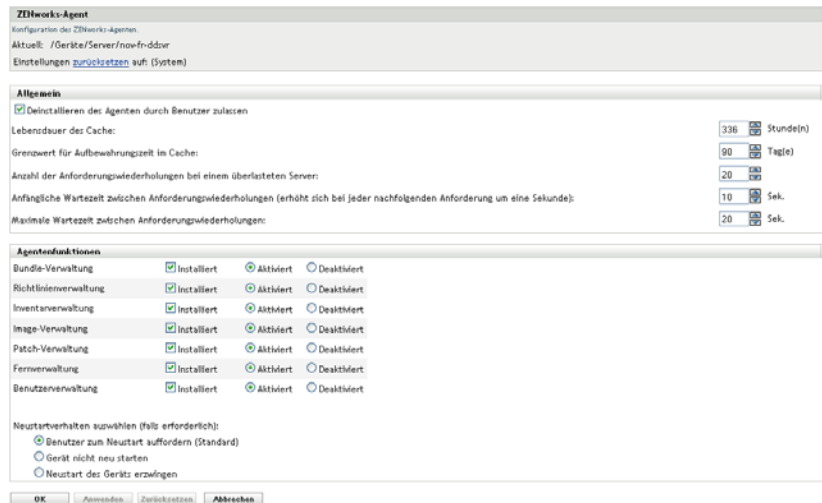 ZENworks-Agent
Konfiguration des ZENworks-Agenten.
Aktuell: /Geräte/Server/nov-fr-ddsvr
Einstellungen zurücksetzen auf: (System)
Allgemein
Deinstallieren des Agenten durch Benutzer zulassen
Lebensdauer des Cache: 336 Stunde(n)
Grenzwert für Aufbewahrungszeit im Cache: 90 Tag(e)
Anzahl der Anforderungswiederholungen bei einem überlasteten Server: 20
Anfängliche Wartezeit zwischen Anforderungswiederholungen (erhöht sich bei jeder nachfolgenden Anforderung um eine Sekunde): 10 Sek.
Maximale Wartezeit zwischen Anforderungswiederholungen: 20 Sek.
Agentenfunktionen
Bundle-Verwaltung Installiert Aktiviert Deaktiviert
Richtlinienverwaltung Installiert Aktiviert Deaktiviert
Inventarverwaltung Installiert Aktiviert Deaktiviert
Image-Verwaltung Installiert Aktiviert Deaktiviert
Patch-Verwaltung Installiert Aktiviert Deaktiviert
Fernverwaltung Installiert Aktiviert Deaktiviert
Benutzerverwaltung Installiert Aktiviert Deaktiviert
Neustartverhalten auswählen (falls erforderlich):
Benutzer zum Neustart auffordern (Standard)
Gerät nicht neu starten
Neustart des Geräts erzwingen
OK Anwenden Zurücksetzen Abbrechen